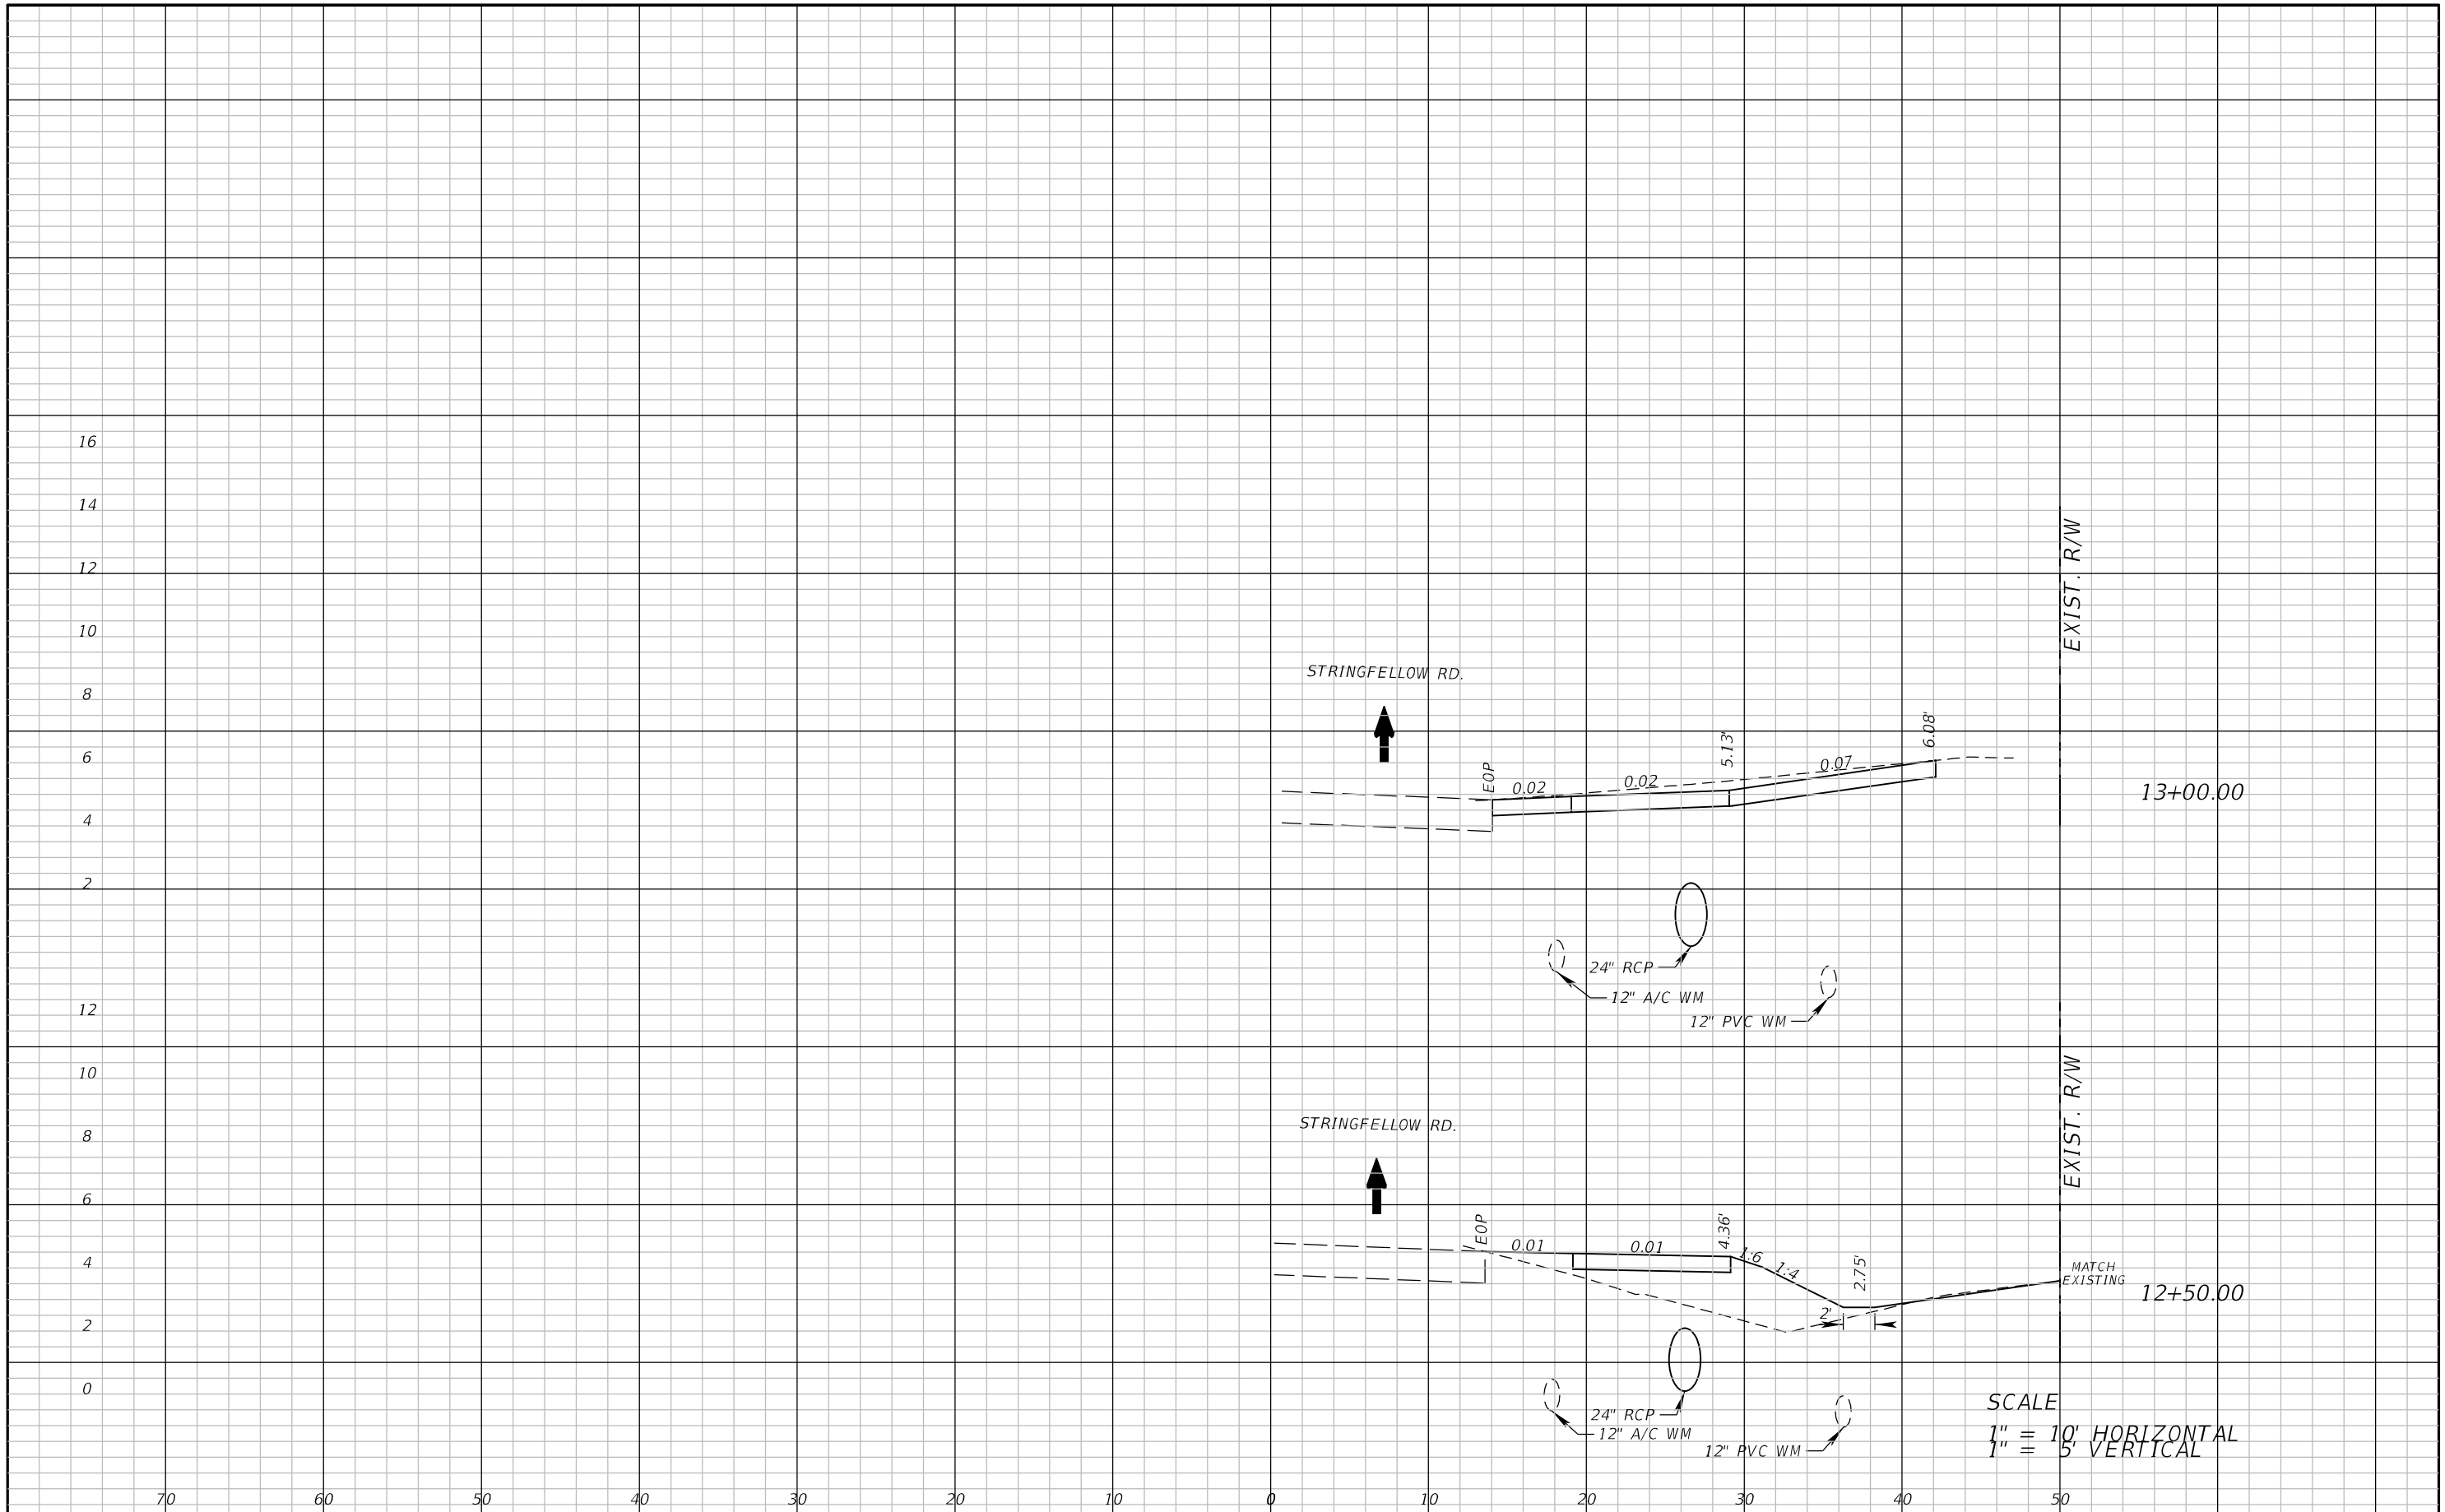 16
14
12
10
8
6
4
2
EXIST. R/W
STRINGFELLOW RD.
EOP
0.02
0.02
5.13'
0.07
6.08'
13+00.00
24" RCP
12" A/C WM
12" PVC WM
12
10
8
6
4
2
0
EXIST. R/W
STRINGFELLOW RD.
EOP
0.01
0.01
4.36'
1:6
1:4
2.75'
2'
MATCH
EXISTING
12+50.00
24" RCP
12" A/C WM
12" PVC WM
SCALE
1" = 10' HORIZONTAL
1" = 5' VERTICAL
70 60 50 40 30 20 10 0 10 20 30 40 50